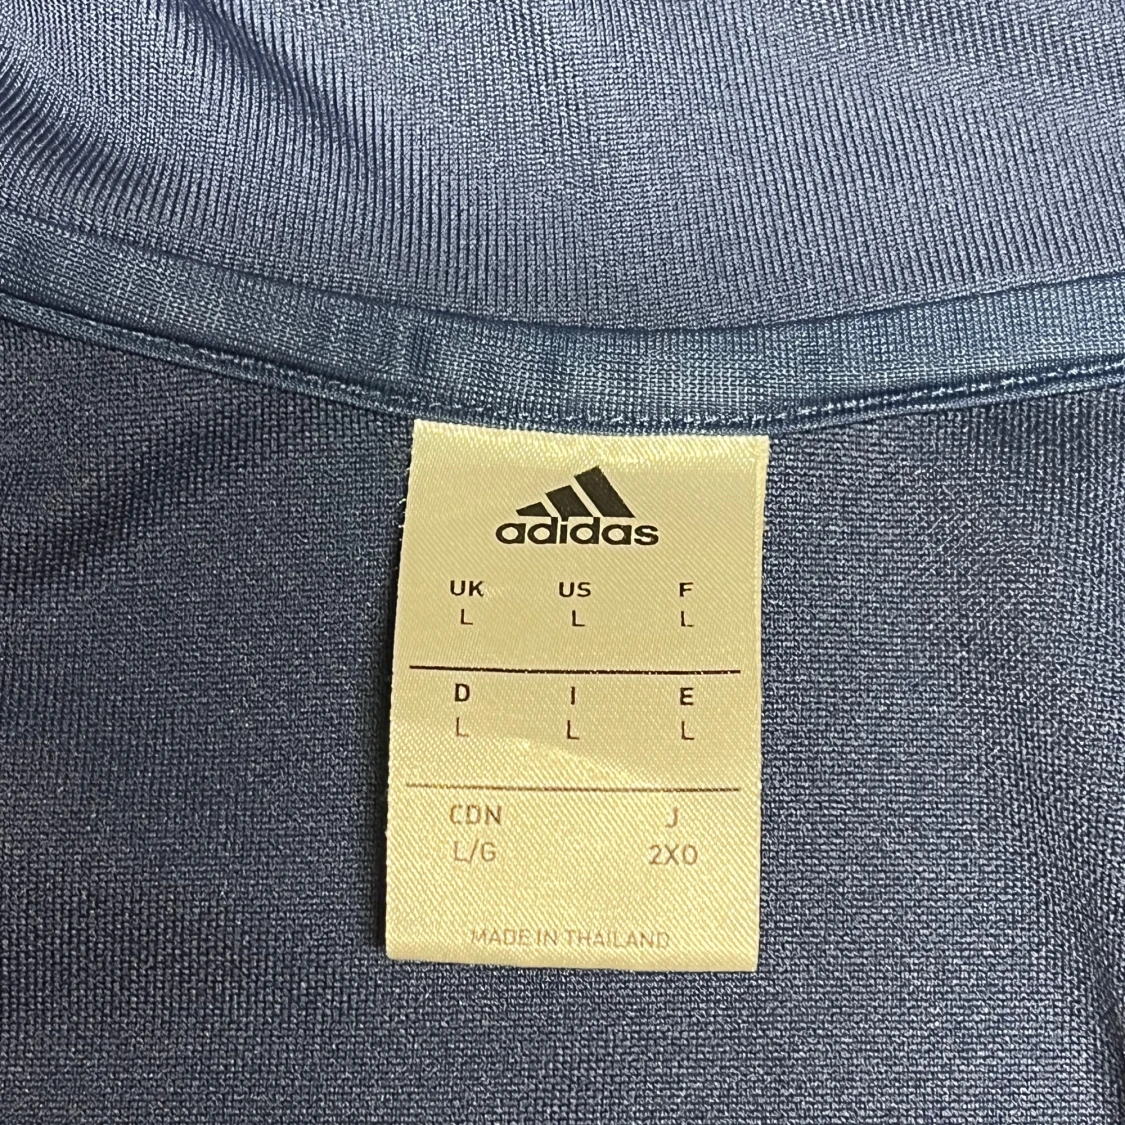 adidas
UK US F
L L L
D I E
L L L
CDN J
L/G 2XO
MADE IN THAILAND